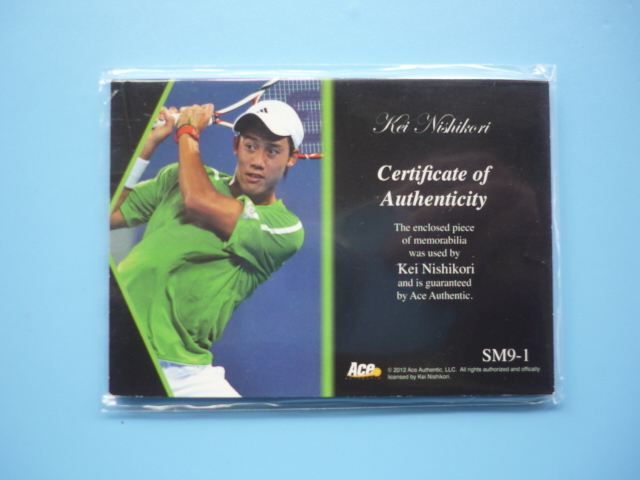 Kei Nishikori
Certificate of
Authenticity
The enclosed piece
of memorabilia
was used by
Kei Nishikori
and is guaranteed
by Ace Authentic.
SM9-1
Ace
© 2012 Ace Authentic, LLC. All rights authorized and offically
licensed by Kei Nishikori.